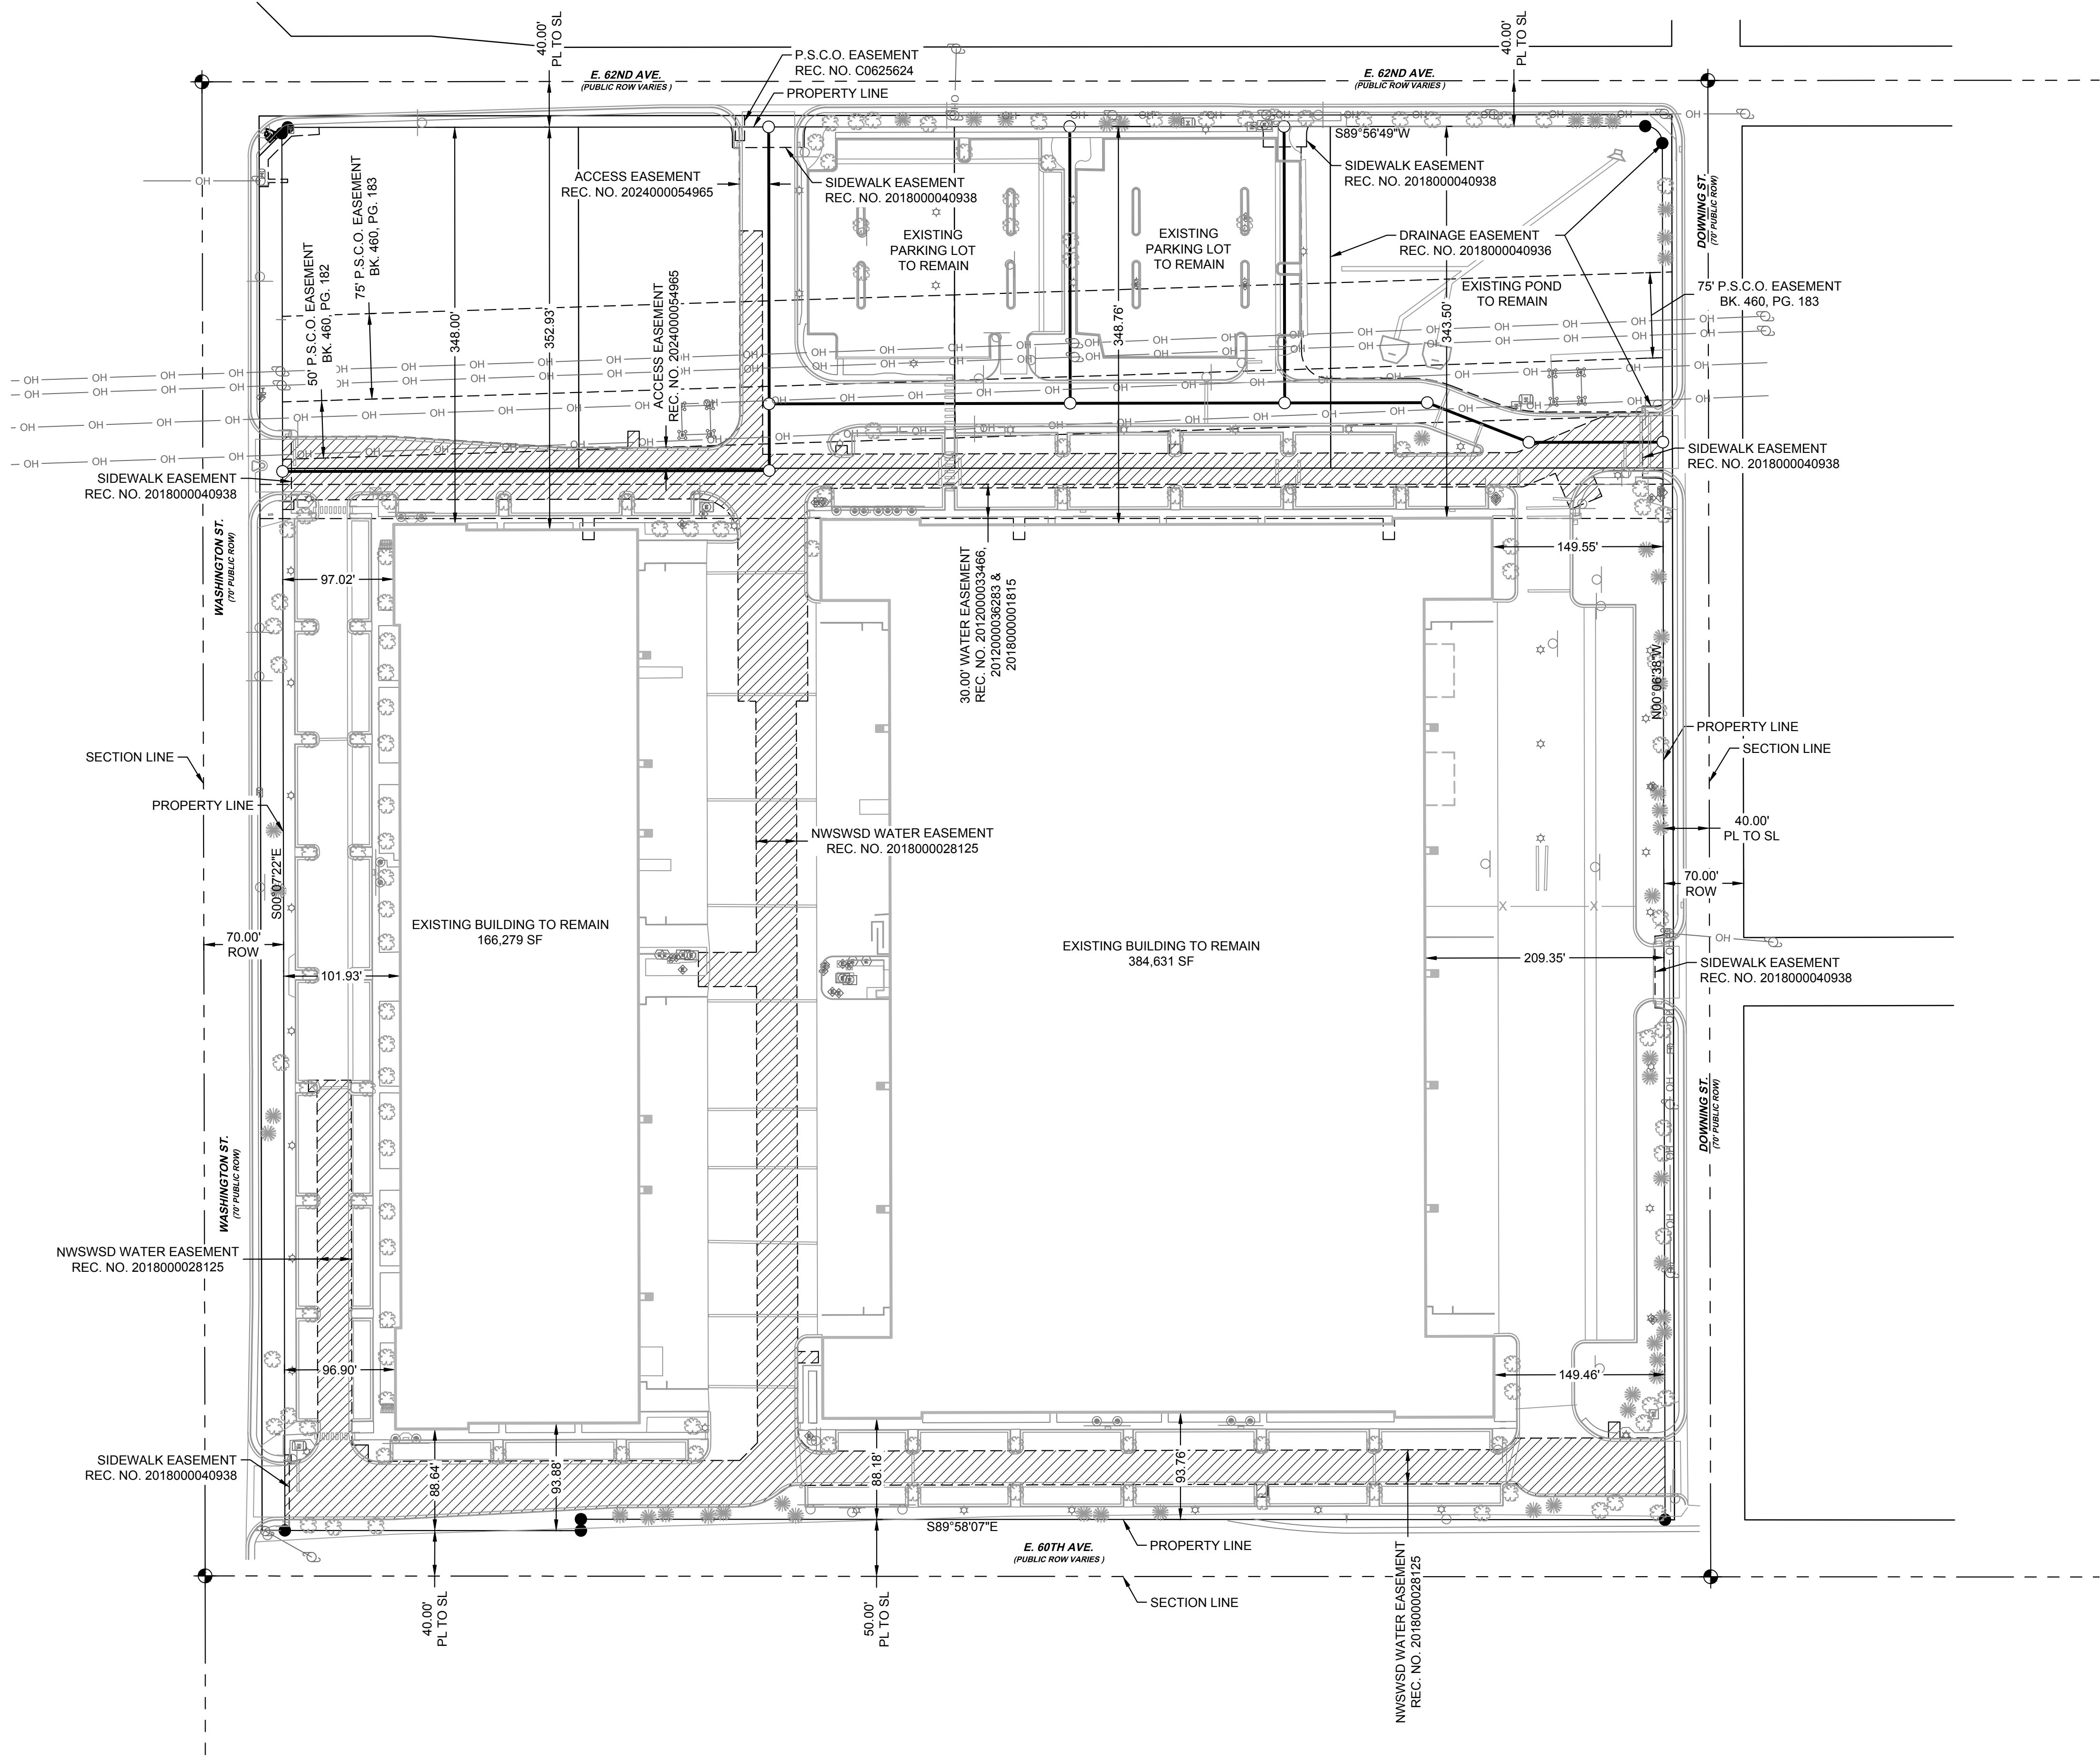 40.00'
PL TO SL
P.S.C.O. EASEMENT
REC. NO. C0625624
PROPERTY LINE
40.00'
PL TO SL
E. 62ND AVE.
(PUBLIC ROW VARIES )
E. 62ND AVE.
(PUBLIC ROW VARIES )
OH
OH
OH
OH
OH
S89°56'49"W
ACCESS EASEMENT
REC. NO. 2024000054965
SIDEWALK EASEMENT
REC. NO. 2018000040938
SIDEWALK EASEMENT
REC. NO. 2018000040938
DOWNING ST.
(70' PUBLIC ROW)
50' P.S.C.O. EASEMENT
BK. 460, PG. 182
75' P.S.C.O. EASEMENT
BK. 460, PG. 183
348.00'
352.93'
ACCESS EASEMENT
REC. NO. 2024000054965
EXISTING
PARKING LOT
TO REMAIN
EXISTING
PARKING LOT
TO REMAIN
348.76'
343.50'
DRAINAGE EASEMENT
REC. NO. 2018000040936
EXISTING POND
TO REMAIN
75' P.S.C.O. EASEMENT
BK. 460, PG. 183
OH
OH
OH
OH
SIDEWALK EASEMENT
REC. NO. 2018000040938
SIDEWALK EASEMENT
REC. NO. 2018000040938
WASHINGTON ST.
(70' PUBLIC ROW)
97.02'
30.00' WATER EASEMENT
REC. NO. 2012000033466,
2012000036283 &
2018000001815
149.55'
N00°06'38"W
SECTION LINE
PROPERTY LINE
PROPERTY LINE
SECTION LINE
NWSWSD WATER EASEMENT
REC. NO. 2018000028125
40.00'
PL TO SL
S00°07'22"E
70.00'
ROW
70.00'
ROW
X
X
EXISTING BUILDING TO REMAIN
166,279 SF
EXISTING BUILDING TO REMAIN
384,631 SF
101.93'
209.35'
OH
SIDEWALK EASEMENT
REC. NO. 2018000040938
WASHINGTON ST.
(70' PUBLIC ROW)
DOWNING ST.
(70' PUBLIC ROW)
NWSWSD WATER EASEMENT
REC. NO. 2018000028125
96.90'
149.46'
SIDEWALK EASEMENT
REC. NO. 2018000040938
88.64'
93.88'
88.18'
93.76'
S89°58'07"E
E. 60TH AVE.
(PUBLIC ROW VARIES )
PROPERTY LINE
SECTION LINE
40.00'
PL TO SL
50.00'
PL TO SL
NWSWSD WATER EASEMENT
REC. NO. 2018000028125